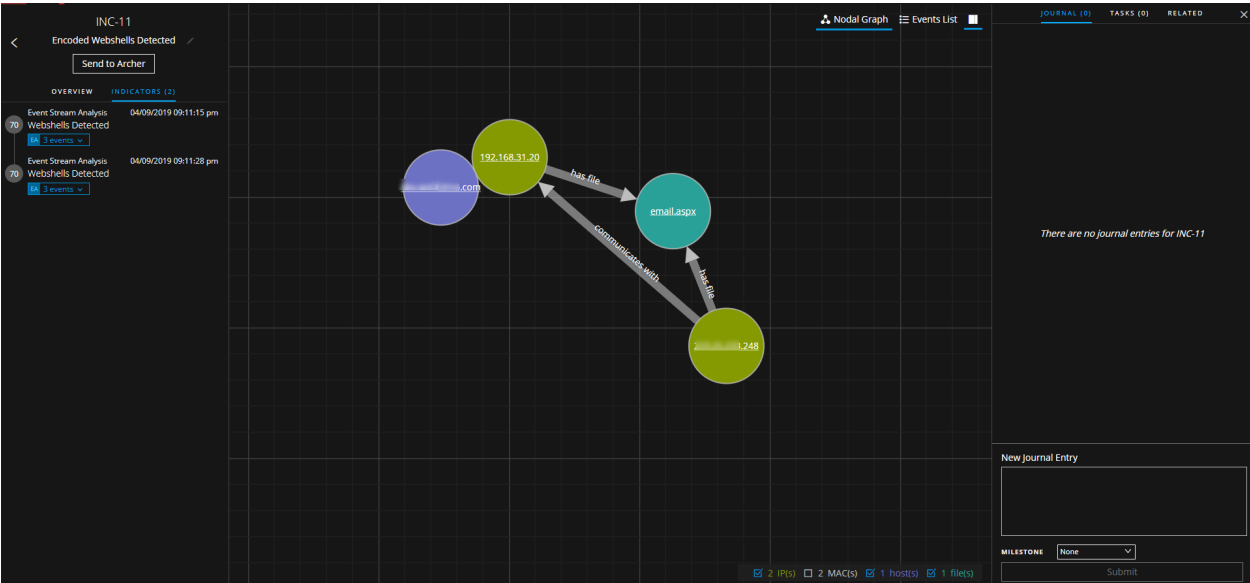 INC-11
Encoded Webshells Detected
Send to Archer
OVERVIEW INDICATORS (2)
Event Stream Analysis 04/09/2019 09:11:15 pm
70 Webshells Detected
EA 3 events
Event Stream Analysis 04/09/2019 09:11:28 pm
70 Webshells Detected
EA 3 events
Nodal Graph Events List
192.168.31.20
.com
has file
email.aspx
communicates with
has file
.248
2 IP(s) 2 MAC(s) 1 host(s) 1 file(s)
JOURNAL (0) TASKS (0) RELATED
There are no journal entries for INC-11
New Journal Entry
MILESTONE None
Submit